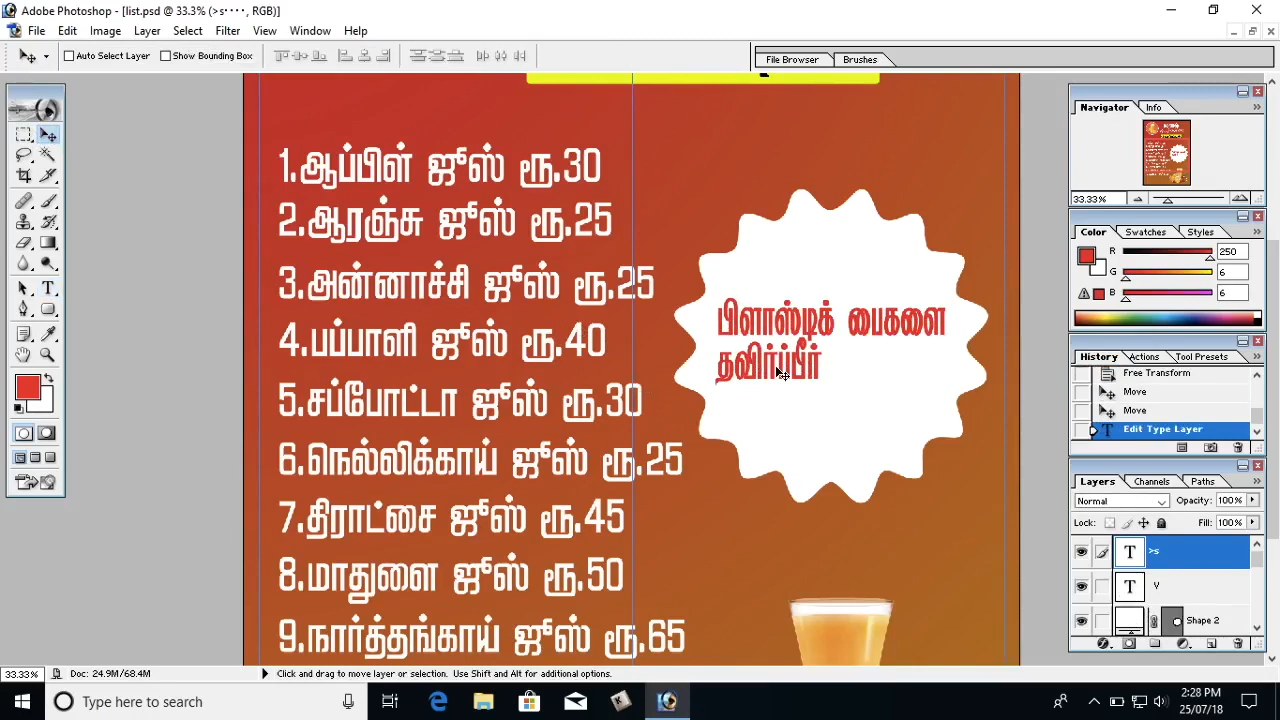 Adobe Photoshop - [list.psd @ 33.3% (>s····, RGB)]
File Edit Image Layer Select Filter View Window Help
Auto Select Layer Show Bounding Box File Browser Brushes
Navigator Info
33.33%
1.ஆப்பிள் ஜூஸ் ரூ.30
2.ஆரஞ்சு ஜூஸ் ரூ.25
3.அன்னாச்சி ஜூஸ் ரூ.25
4.பப்பாளி ஜூஸ் ரூ.40
5.சப்போட்டா ஜூஸ் ரூ.30
6.நெல்லிக்காய் ஜூஸ் ரூ.25
7.திராட்சை ஜூஸ் ரூ.45
8.மாதுளை ஜூஸ் ரூ.50
9.நார்த்தங்காய் ஜூஸ் ரூ.65
பிளாஸ்டிக் பைகளை
தவிர்ப்பீர்
Color Swatches Styles
R 250
G 6
B 6
History Actions Tool Presets
Free Transform
Move
Move
T Edit Type Layer
Layers Channels Paths
Normal Opacity: 100%
Lock: Fill: 100%
T >s
T Y
Shape 2
33.33% Doc: 24.9M/68.4M Click and drag to move layer or selection. Use Shift and Alt for additional options.
Type here to search
2:28 PM
25/07/18